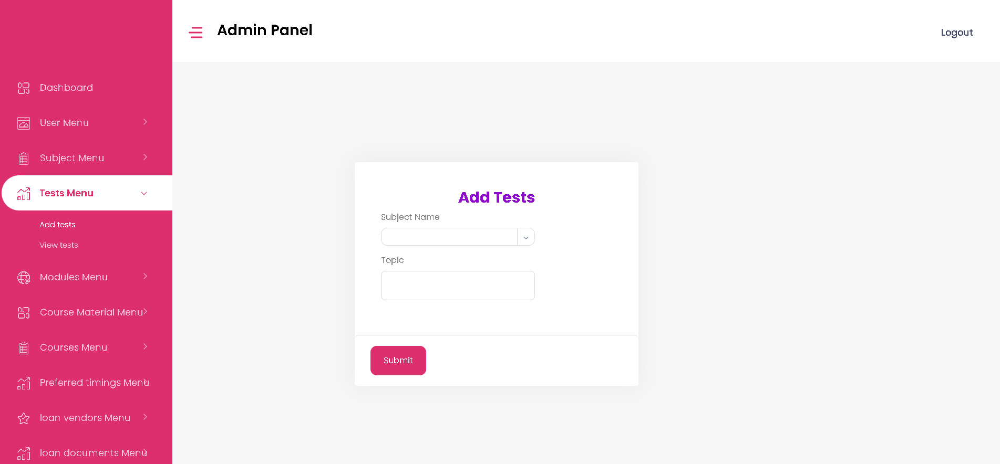 Admin Panel
Logout
Dashboard
User Menu
Subject Menu
Tests Menu
Add tests
View tests
Modules Menu
Course Material Menu
Courses Menu
Preferred timings Menu
loan vendors Menu
loan documents Menu
Add Tests
Subject Name
Topic
Submit